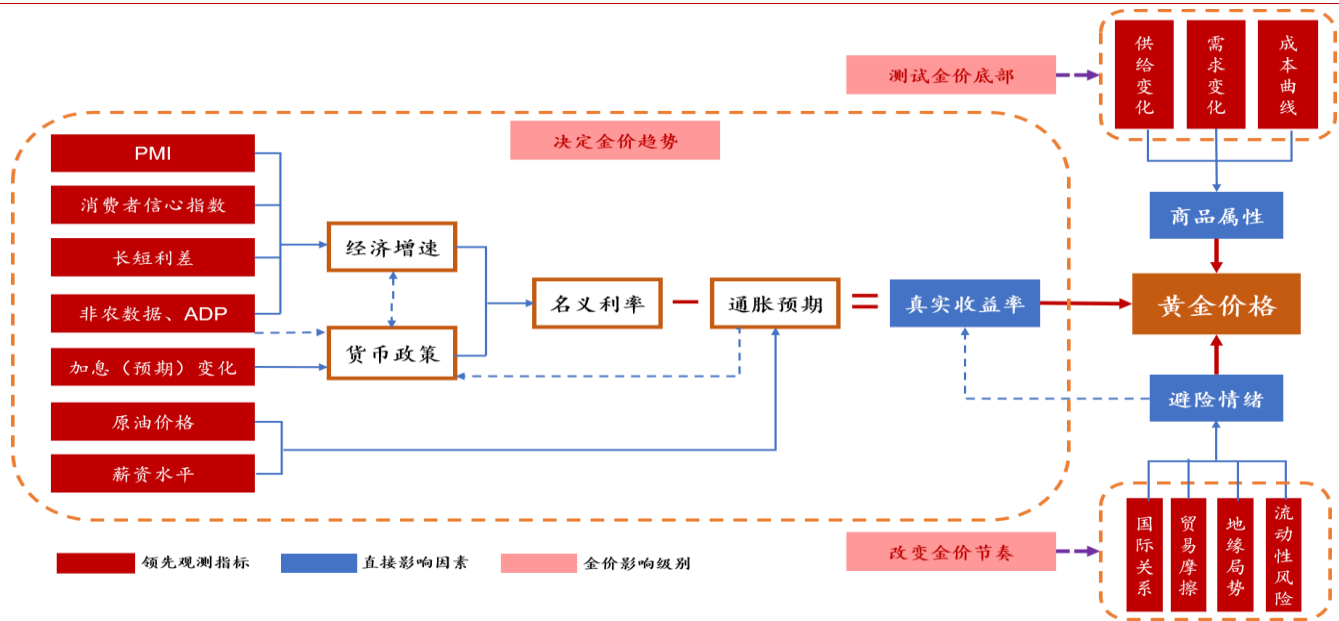 测试金价底部
供给变化
需求变化
成本曲线
决定金价趋势
PMI
消费者信心指数
长短利差
非农数据、ADP
加息（预期）变化
原油价格
薪资水平
经济增速
货币政策
名义利率
通胀预期
真实收益率
商品属性
黄金价格
避险情绪
改变金价节奏
国际关系
贸易摩擦
地缘局势
流动性风险
领先观测指标
直接影响因素
金价影响级别